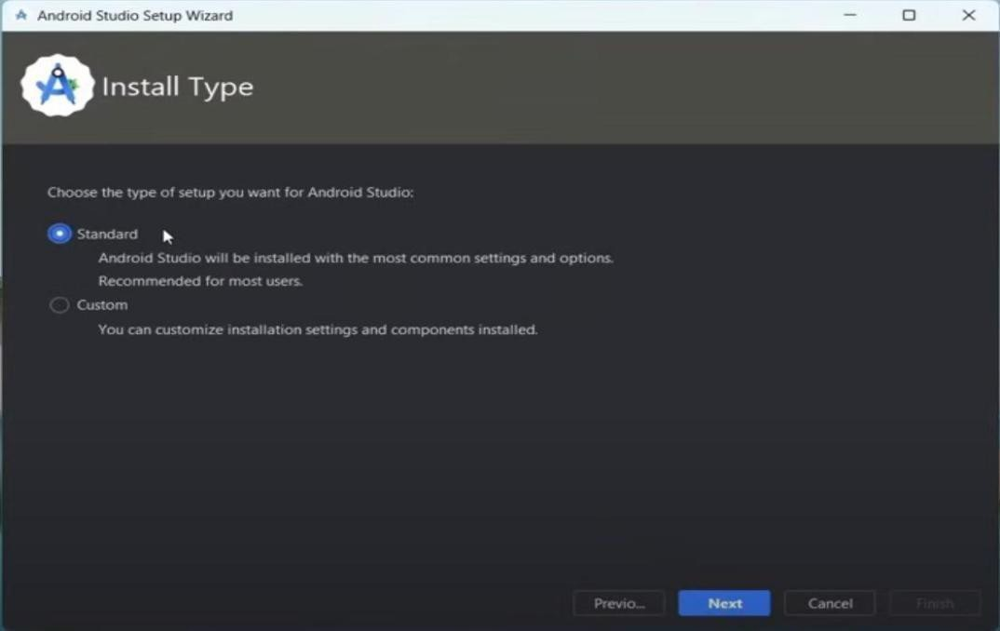 Android Studio Setup Wizard
Install Type
Choose the type of setup you want for Android Studio:
Standard
Android Studio will be installed with the most common settings and options.
Recommended for most users.
Custom
You can customize installation settings and components installed.
Previo... Next Cancel Finish